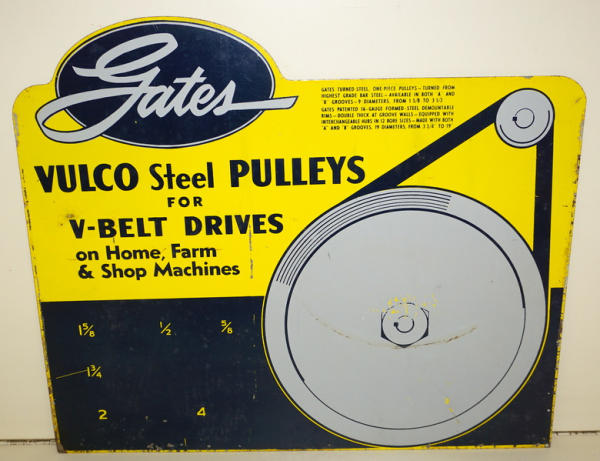 Gates
GATES TURNED STEEL, ONE-PIECE PULLEYS — TURNED FROM
HIGHEST GRADE BAR STEEL — AVAILABLE IN BOTH "A" AND
"B" GROOVES — 9 DIAMETERS, FROM 1 5/8 TO 3 1/2
GATES PATENTED 16-GAUGE FORMED-STEEL DEMOUNTABLE
RIMS — DOUBLE THICK AT GROOVE WALLS — EQUIPPED WITH
INTERCHANGEABLE HUBS IN 12 BORE SIZES — MADE WITH BOTH
"A" AND "B" GROOVES, 19 DIAMETERS, FROM 3 3/4" TO 19"
VULCO Steel PULLEYS
FOR
V-BELT DRIVES
on Home, Farm
& Shop Machines
1⅝ ½ ⅝
1¾
2 4